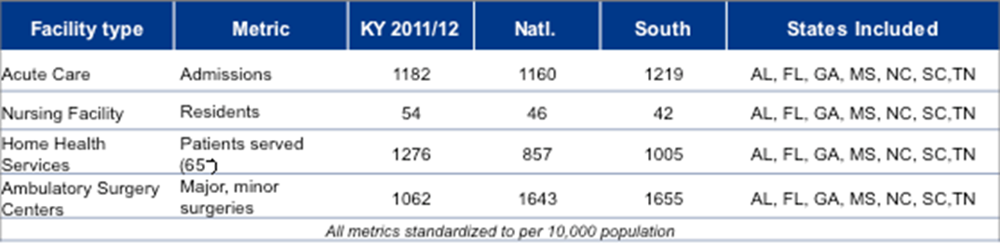 Facility type Metric KY 2011/12 Natl. South States Included
Acute Care Admissions 1182 1160 1219 AL, FL, GA, MS, NC, SC,TN
Nursing Facility Residents 54 46 42 AL, FL, GA, MS, NC, SC,TN
Home Health Patients served
Services (65 1276 857 1005 AL, FL, GA, MS, NC, SC,TN
Ambulatory Surgery Major, minor
Centers surgeries 1062 1643 1655 AL, FL, GA, MS, NC, SC,TN
All metrics standardized to per 10,000 population